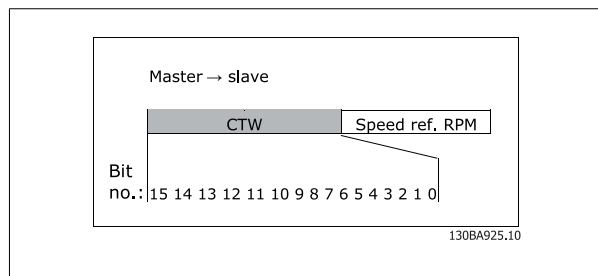 Master → slave
CTW Speed ref. RPM
Bit
no.: 15 14 13 12 11 10 9 8 7 6 5 4 3 2 1 0
130BA925.10